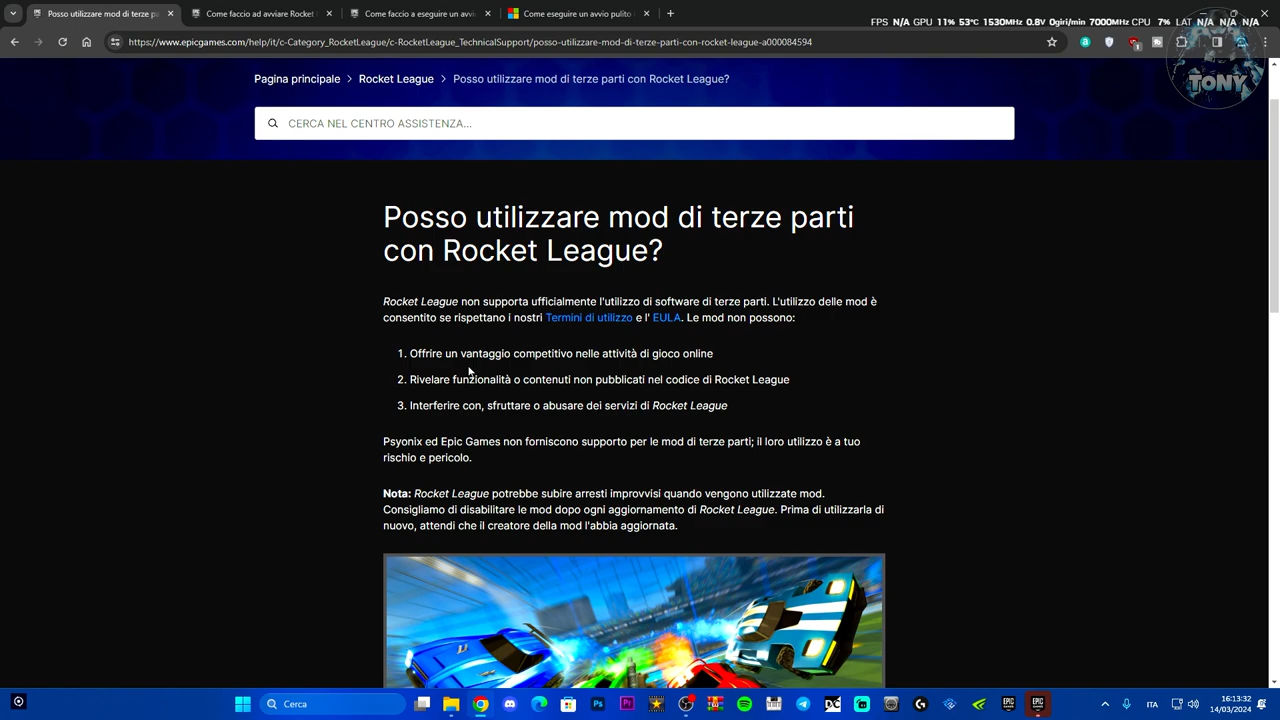 Posso utilizzare mod di terze pa
Come faccio ad avviare Rocket
Come faccio a eseguire un avvi
Come eseguire un avvio pulito
FPS N/A GPU 11% 53°C 1530MHz 0.8V 0giri/min 7000MHz CPU 7% LAT N/A N/A N/A
https://www.epicgames.com/help/it/c-Category_RocketLeague/c-RocketLeague_TechnicalSupport/posso-utilizzare-mod-di-terze-parti-con-rocket-league-a000084594
TONY
Pagina principale > Rocket League > Posso utilizzare mod di terze parti con Rocket League?
CERCA NEL CENTRO ASSISTENZA...
Posso utilizzare mod di terze parti
con Rocket League?
Rocket League non supporta ufficialmente l'utilizzo di software di terze parti. L'utilizzo delle mod è
consentito se rispettano i nostri Termini di utilizzo e l' EULA. Le mod non possono:
1. Offrire un vantaggio competitivo nelle attività di gioco online
2. Rivelare funzionalità o contenuti non pubblicati nel codice di Rocket League
3. Interferire con, sfruttare o abusare dei servizi di Rocket League
Psyonix ed Epic Games non forniscono supporto per le mod di terze parti; il loro utilizzo è a tuo
rischio e pericolo.
Nota: Rocket League potrebbe subire arresti improvvisi quando vengono utilizzate mod.
Consigliamo di disabilitare le mod dopo ogni aggiornamento di Rocket League. Prima di utilizzarla di
nuovo, attendi che il creatore della mod l'abbia aggiornata.
Cerca
Ps
Pr
ITA
16:13:32
14/03/2024